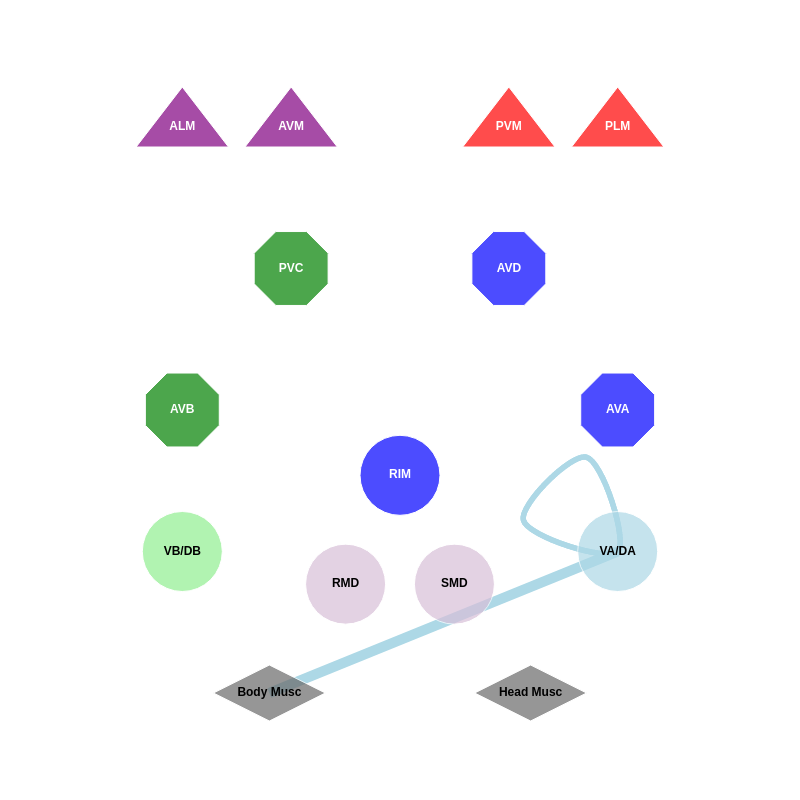 ALM
AVM
PVM
PLM
PVC
AVD
AVB
AVA
RIM
VB/DB
VA/DA
RMD
SMD
Body Musc
Head Musc